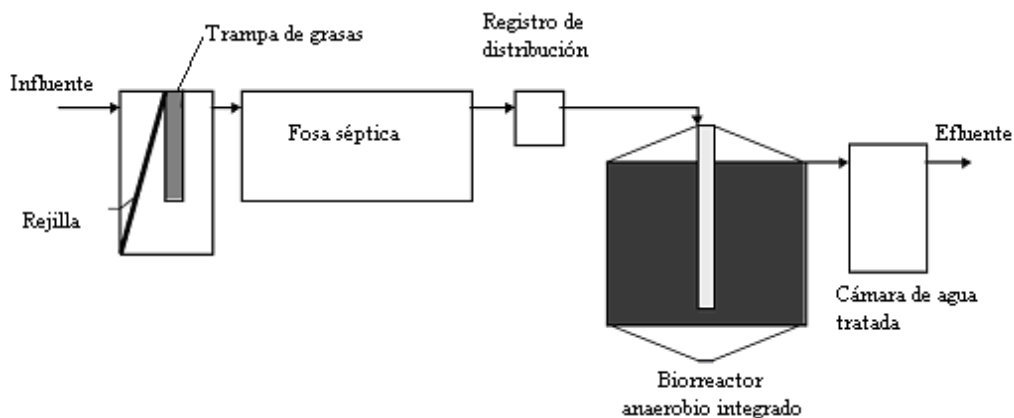 Trampa de grasas
Registro de
distribución
Influente
Fosa séptica
Efluente
Rejilla
Cámara de agua
tratada
Biorreactor
anaerobio integrado